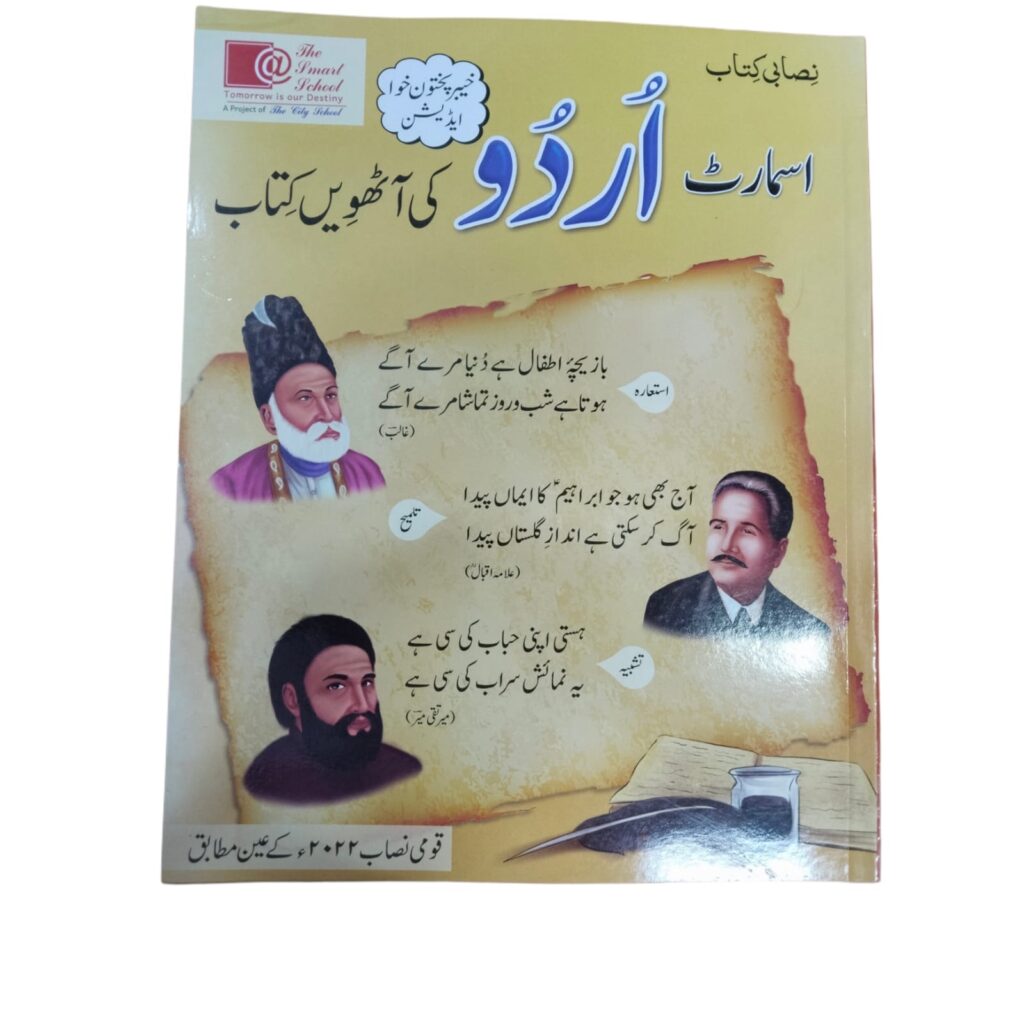 The
Smart
School
Tomorrow is our Destiny
A Project of The City School
خیبر پختون خوا
ایڈیشن
نِصابی کِتاب
اسمارٹ اُردُو کی آٹھوِیں کِتاب
بازیچۂ اطفال ہے دُنیا مرے آگے
ہوتا ہے شب و روز تماشا مرے آگے
(غالبؔ)
استعارہ
آج بھی ہو جو ابراہیمؑ کا ایماں پیدا
آگ کر سکتی ہے اندازِ گلستاں پیدا
(علامہ اقبالؒ)
تلمیح
ہستی اپنی حباب کی سی ہے
یہ نمائش سراب کی سی ہے
(میر تقی میرؔ)
تشبیہ
قومی نصاب ۲۰۲۲ء کے عین مطابق